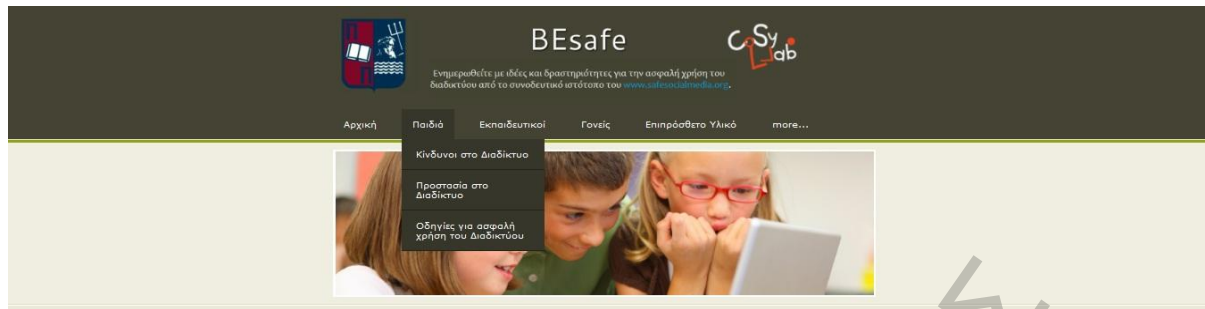 BEsafe
CoSy
Lab
Ενημερωθείτε με ιδέες και δραστηριότητες για την ασφαλή χρήση του
διαδικτύου από το συνοδευτικό ιστότοπο του www.safesocialmedia.org.
Αρχική Παιδιά Εκπαιδευτικοί Γονείς Επιπρόσθετο Υλικό more...
Κίνδυνοι στο Διαδίκτυο
Προστασία στο
Διαδίκτυο
Οδηγίες για ασφαλή
χρήση του Διαδικτύου